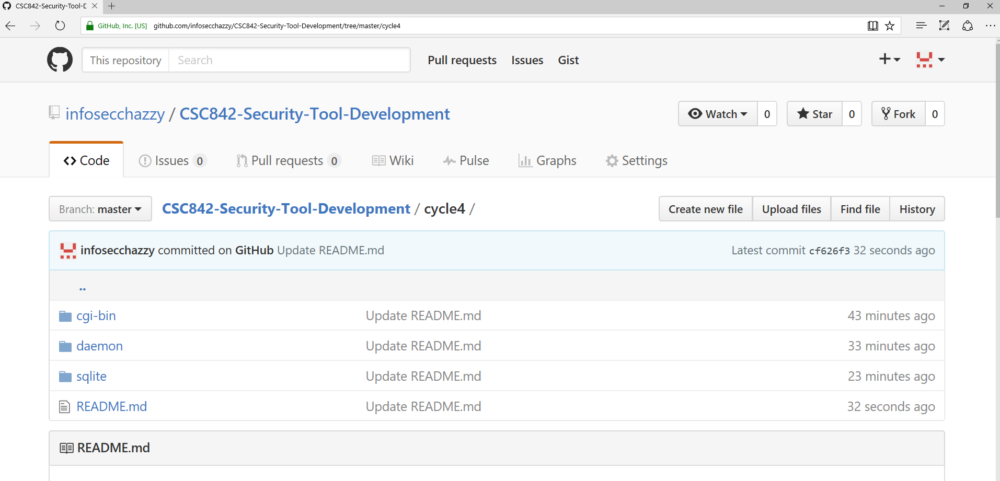 CSC842-Security-Tool-D
GitHub, Inc. [US] github.com/infosecchazzy/CSC842-Security-Tool-Development/tree/master/cycle4
This repository Search Pull requests Issues Gist
infosecchazzy / CSC842-Security-Tool-Development Watch 0 Star 0 Fork 0
Code Issues 0 Pull requests 0 Wiki Pulse Graphs Settings
Branch: master CSC842-Security-Tool-Development / cycle4 / Create new file Upload files Find file History
infosecchazzy committed on GitHub Update README.md Latest commit cf626f3 32 seconds ago
..
cgi-bin Update README.md 43 minutes ago
daemon Update README.md 33 minutes ago
sqlite Update README.md 23 minutes ago
README.md Update README.md 32 seconds ago
README.md